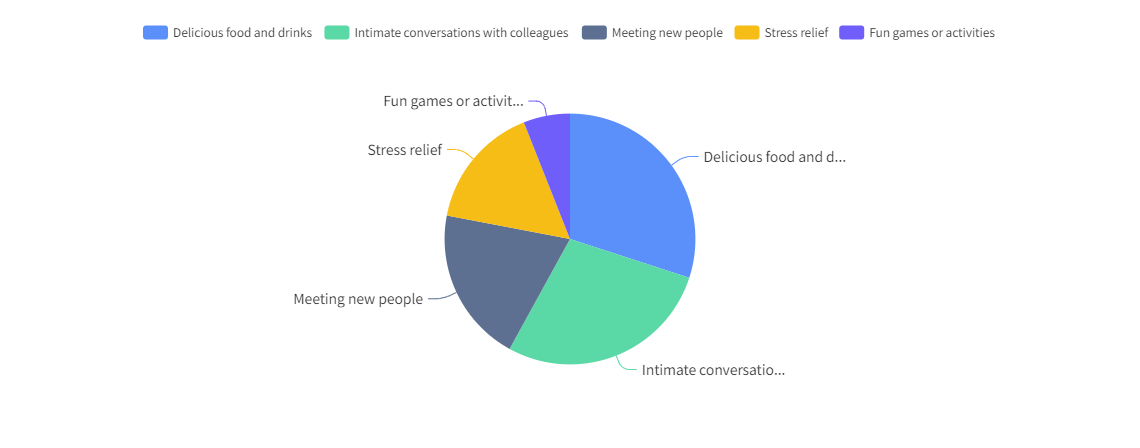 Delicious food and drinks
Intimate conversations with colleagues
Meeting new people
Stress relief
Fun games or activities
Fun games or activit...
Stress relief
Delicious food and d...
Meeting new people
Intimate conversatio...